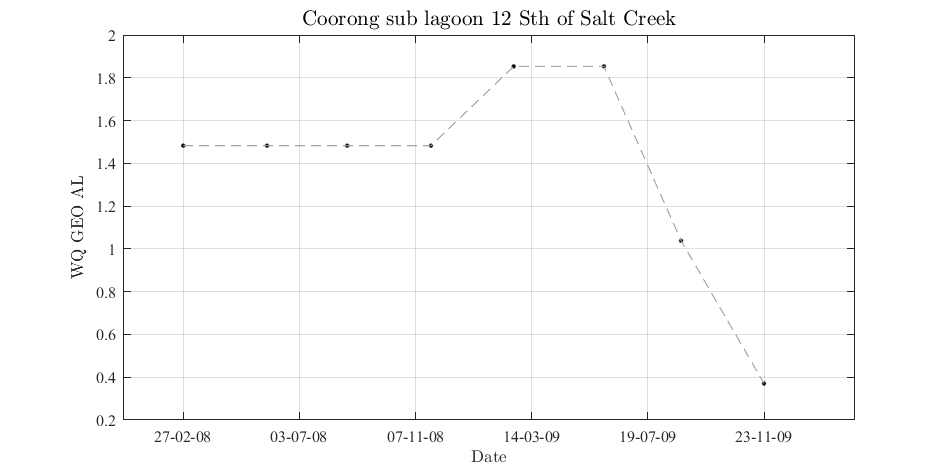 Coorong sub lagoon 12 Sth of Salt Creek
2
1.8
1.6
1.4
1.2
1
0.8
0.6
0.4
0.2
WQ GEO AL
27-02-08 03-07-08 07-11-08 14-03-09 19-07-09 23-11-09
Date